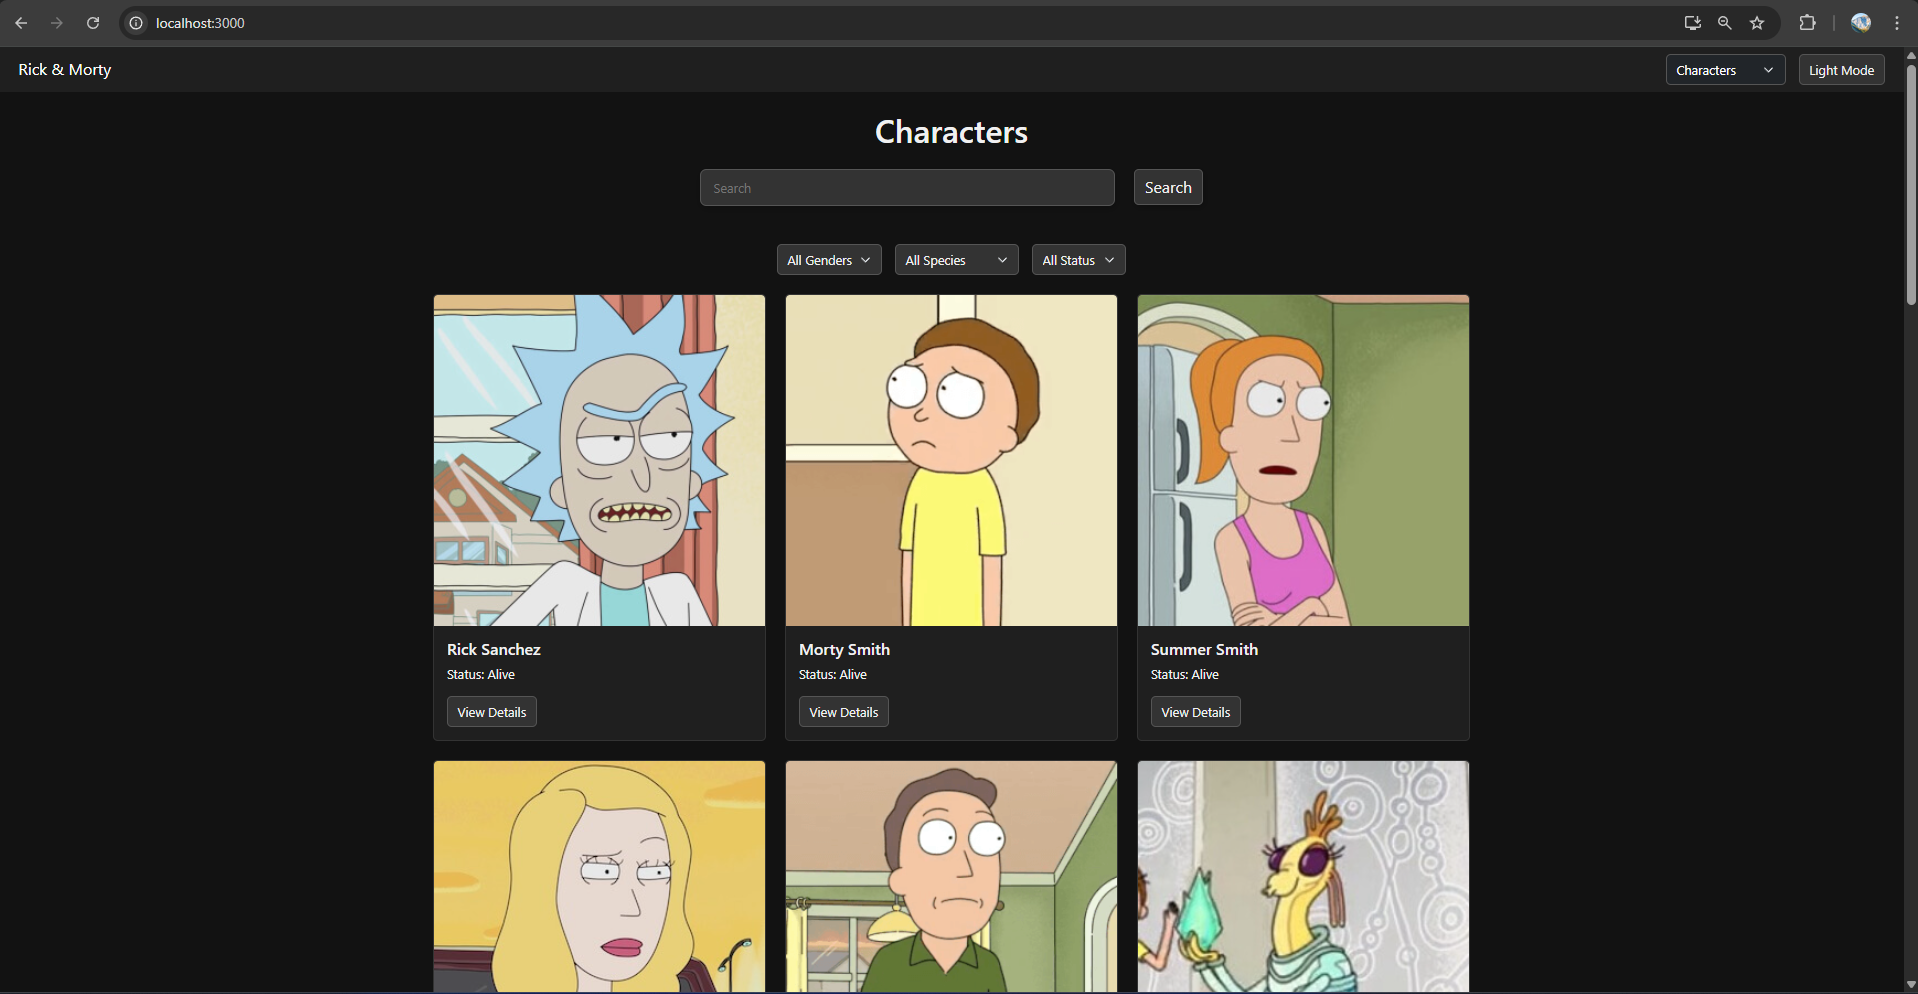 localhost:3000
Rick & Morty
Characters
Light Mode
Characters
Search
Search
All Genders
All Species
All Status
Rick Sanchez
Status: Alive
View Details
Morty Smith
Status: Alive
View Details
Summer Smith
Status: Alive
View Details